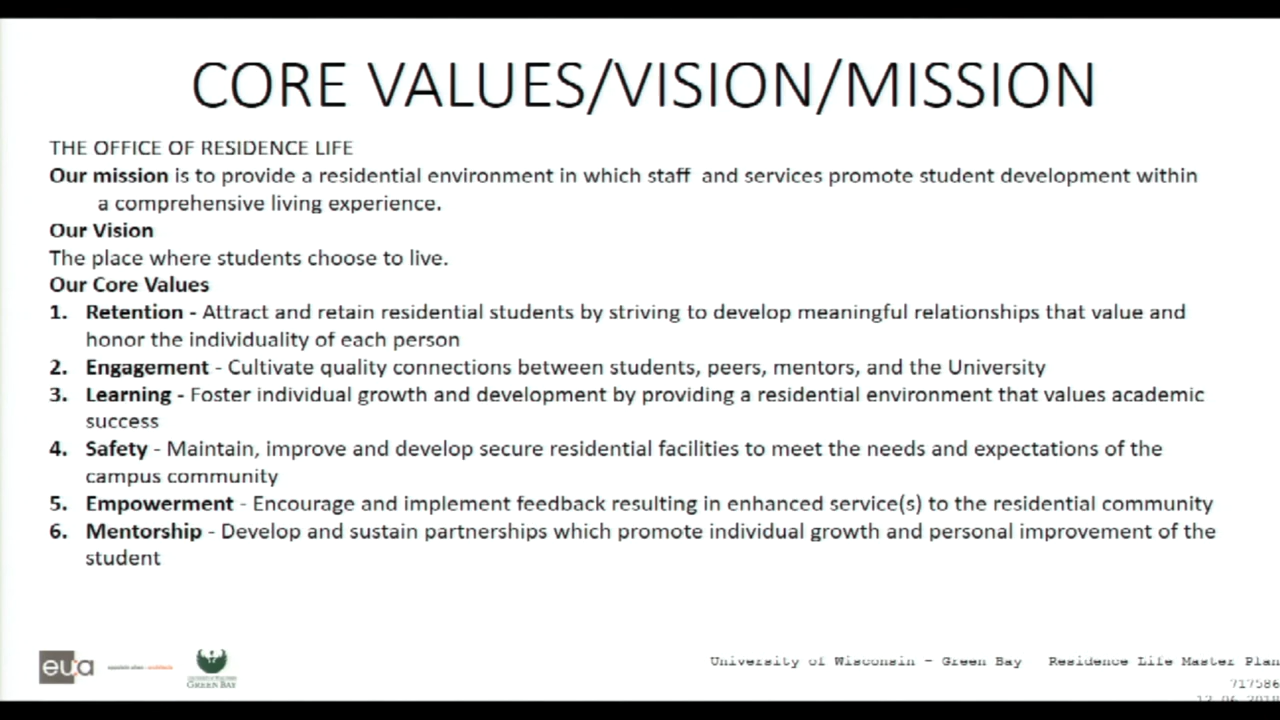 CORE VALUES/VISION/MISSION
THE OFFICE OF RESIDENCE LIFE
Our mission is to provide a residential environment in which staff and services promote student development within
a comprehensive living experience.
Our Vision
The place where students choose to live.
Our Core Values
1. Retention - Attract and retain residential students by striving to develop meaningful relationships that value and
honor the individuality of each person
2. Engagement - Cultivate quality connections between students, peers, mentors, and the University
3. Learning - Foster individual growth and development by providing a residential environment that values academic
success
4. Safety - Maintain, improve and develop secure residential facilities to meet the needs and expectations of the
campus community
5. Empowerment - Encourage and implement feedback resulting in enhanced service(s) to the residential community
6. Mentorship - Develop and sustain partnerships which promote individual growth and personal improvement of the
student
eua
GREEN BAY
University of Wisconsin - Green Bay Residence Life Master Plan
717586
12.06.2018